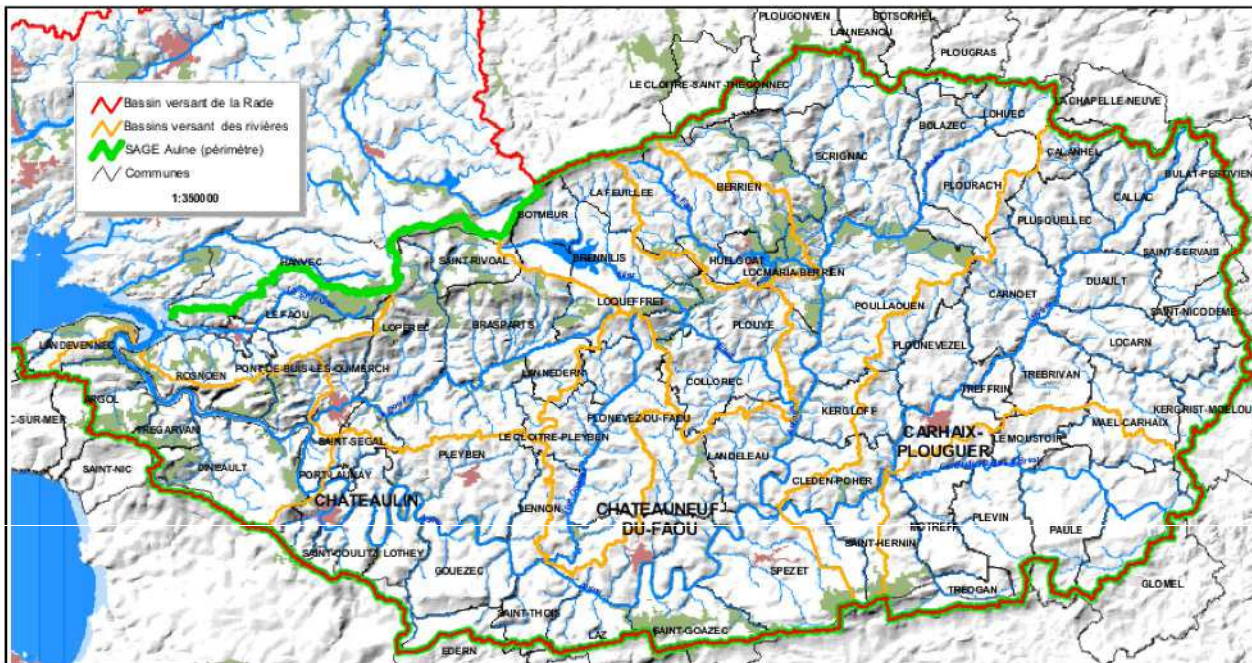 PLOUGONVEN
BOTSORHEL
LANNEANOU
PLOUGRAS
LE CLOITRE-SAINT-THEGONNEC
LA CHAPELLE-NEUVE
Bassin versant de la Rade
Bassins versant des rivières
SAGE Aulne (périmètre)
Communes
1:350000
LOHUEC
BOLAZEC
SCRIGNAC
CALANHEL
BULAT-PESTIVIEN
BERRIEN
LA FEUILLEE
PLOURAC'H
CALLAC
BOTMEUR
PLUSQUELLEC
SAINT-SERVAIS
HANVEC
SAINT-RIVOAL
BRENNILIS
HUELGOAT
LOCMARIA-BERRIEN
DUAULT
CARNOET
LE FAOU
LOQUEFFRET
POULLAOUEN
SAINT-NICODEME
LOPEREC
BRASPARTS
PLOUYE
LANDEVENNEC
PLOUNEVEZEL
LOCARN
ROSNOEN
PONT-DE-BUIS-LES-QUIMERCH
LANNEDERN
COLLOREC
TREBRIVAN
TREFFRIN
ARGOL
C-SUR-MER
TREGARVAN
PLONEVEZ-DU-FAOU
KERGLOFF
KERGRIST-MOELOU
MAEL-CARHAIX
CARHAIX-
PLOUGUER
LE MOUSTOIR
SAINT-SEGAL
LE CLOITRE-PLEYBEN
PLEYBEN
LANDELEAU
SAINT-NIC
DINEAULT
PORT-LAUNAY
CLEDEN-POHER
CHATEAULIN
LENNON
CHATEAUNEUF
DU-FAOU
MOTREFF
PLEVIN
PAULE
SAINT-COULITZ
LOTHEY
GOUEZEC
SAINT-HERNIN
SPEZET
GLOMEL
TREOGAN
SAINT-THOIS
LAZ
SAINT-GOAZEC
EDERN